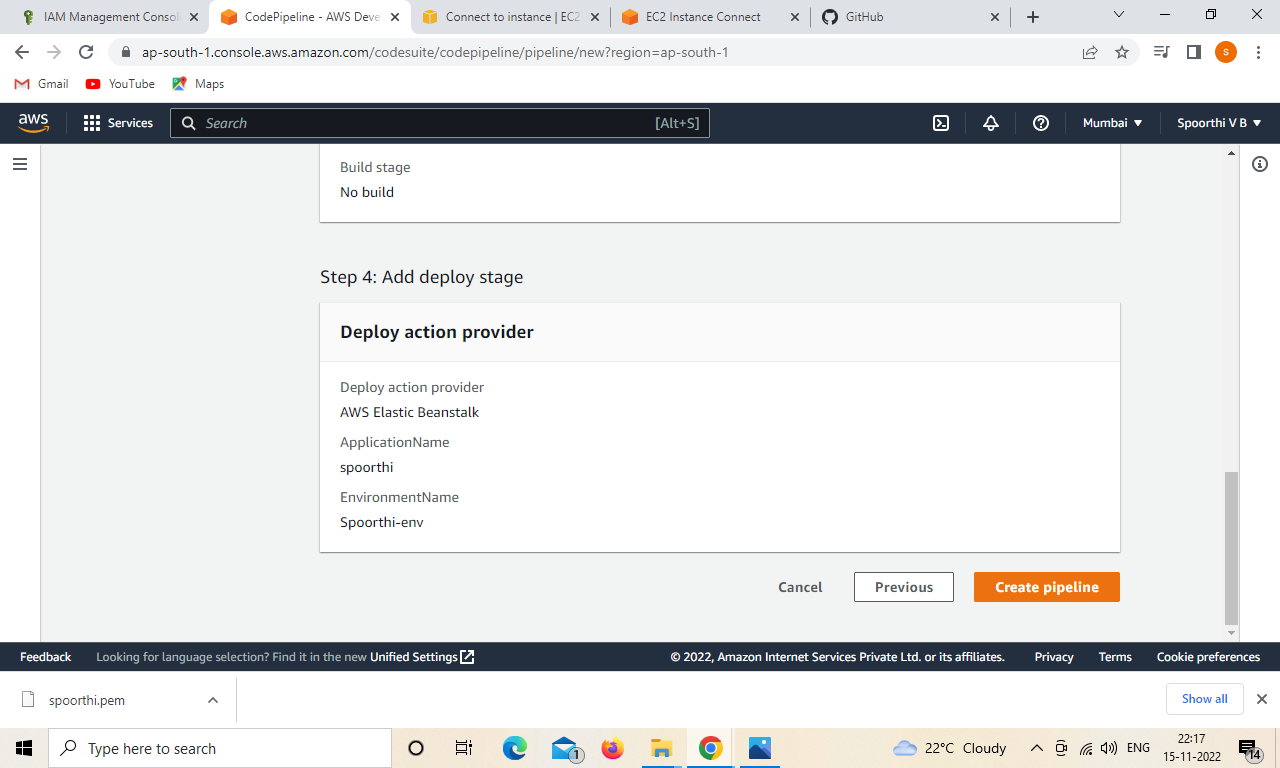 IAM Management Consol
CodePipeline - AWS Deve
Connect to instance | EC2
EC2 Instance Connect
GitHub
ap-south-1.console.aws.amazon.com/codesuite/codepipeline/pipeline/new?region=ap-south-1
s
Gmail
YouTube
Maps
aws
Services
Search
[Alt+S]
Mumbai
Spoorthi V B
Build stage
No build
Step 4: Add deploy stage
Deploy action provider
Deploy action provider
AWS Elastic Beanstalk
ApplicationName
spoorthi
EnvironmentName
Spoorthi-env
Cancel
Previous
Create pipeline
Feedback
Looking for language selection? Find it in the new Unified Settings
© 2022, Amazon Internet Services Private Ltd. or its affiliates.
Privacy
Terms
Cookie preferences
spoorthi.pem
Show all
Type here to search
1
22°C Cloudy
ENG
22:17
15-11-2022
14